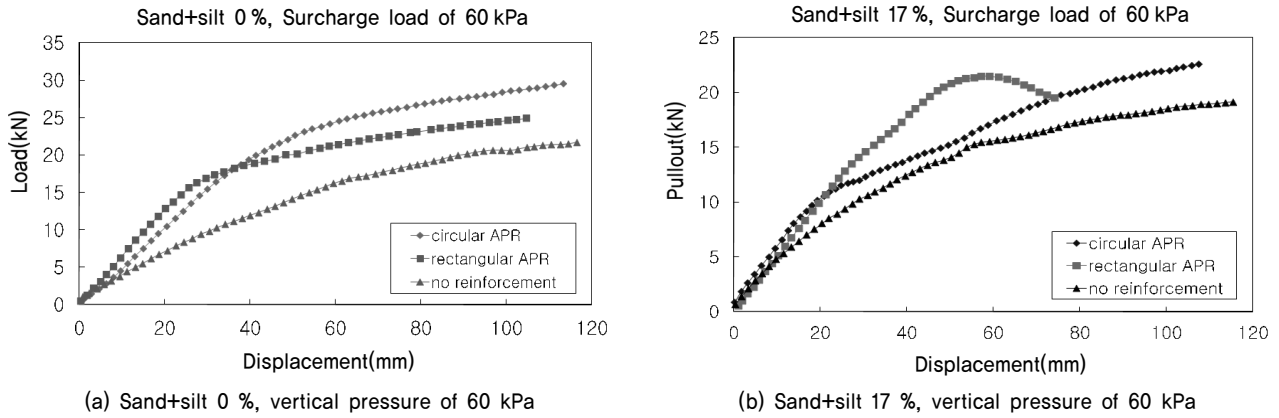 Sand+silt 0 %, Surcharge load of 60 kPa
35
30
25
20
15
10
5
0
Load(kN)
circular APR
rectangular APR
no reinforcement
0 20 40 60 80 100 120
Displacement(mm)
(a) Sand+silt 0 %, vertical pressure of 60 kPa
Sand+silt 17 %, Surcharge load of 60 kPa
25
20
15
10
5
0
Pullout(kN)
circular APR
rectangular APR
no reinforcement
0 20 40 60 80 100 120
Displacement(mm)
(b) Sand+silt 17 %, vertical pressure of 60 kPa